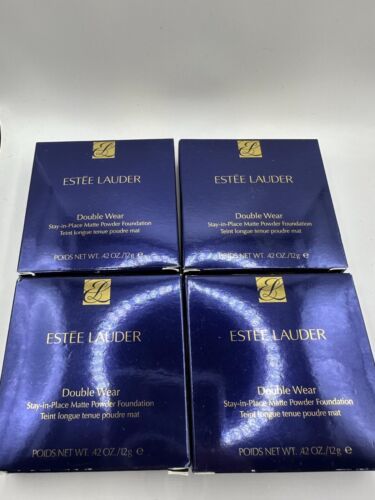 ESTĒE LAUDER
Double Wear
Stay-in-Place Matte Powder Foundation
Teint longue tenue poudre mat
POIDS NET WT. .42 OZ./12g ℮
ESTĒE LAUDER
Double Wear
Stay-in-Place Matte Powder Foundation
Teint longue tenue poudre mat
POIDS NET WT. .42 OZ./12g ℮
ESTĒE LAUDER
Double Wear
Stay-in-Place Matte Powder Foundation
Teint longue tenue poudre mat
POIDS NET WT. .42 OZ./12g ℮
ESTĒE LAUDER
Double Wear
Stay-in-Place Matte Powder Foundation
Teint longue tenue poudre mat
POIDS NET WT. .42 OZ./12g ℮